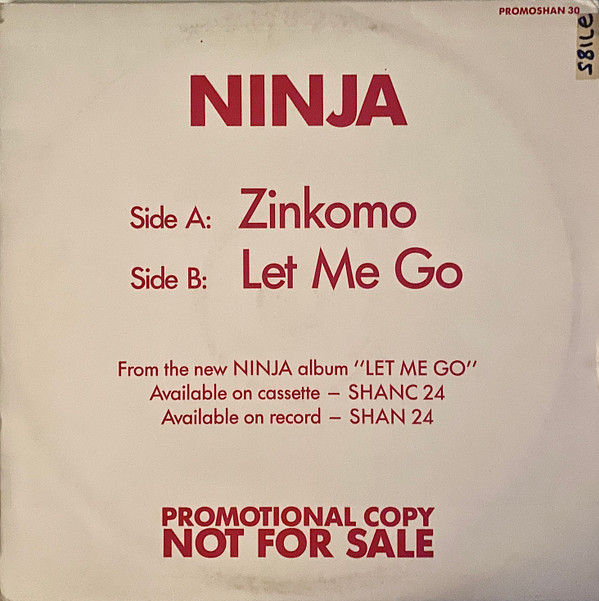 PROMOSHAN 30
NINJA
Side A: Zinkomo
Side B: Let Me Go
From the new NINJA album "LET ME GO"
Available on cassette – SHANC 24
Available on record – SHAN 24
PROMOTIONAL COPY
NOT FOR SALE